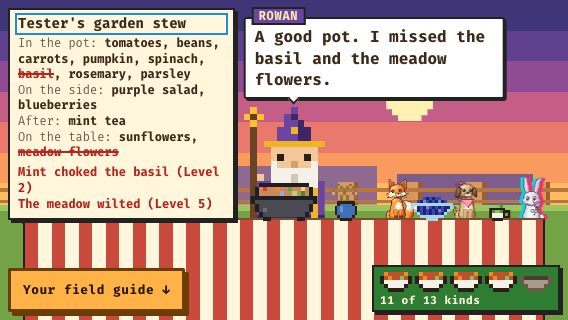 Tester's garden stew
In the pot: tomatoes, beans,
carrots, pumpkin, spinach,
basil, rosemary, parsley
On the side: purple salad,
blueberries
After: mint tea
On the table: sunflowers,
meadow flowers
Mint choked the basil (Level
2)
The meadow wilted (Level 5)
ROWAN
A good pot. I missed the
basil and the meadow
flowers.
Your field guide ↓
11 of 13 kinds